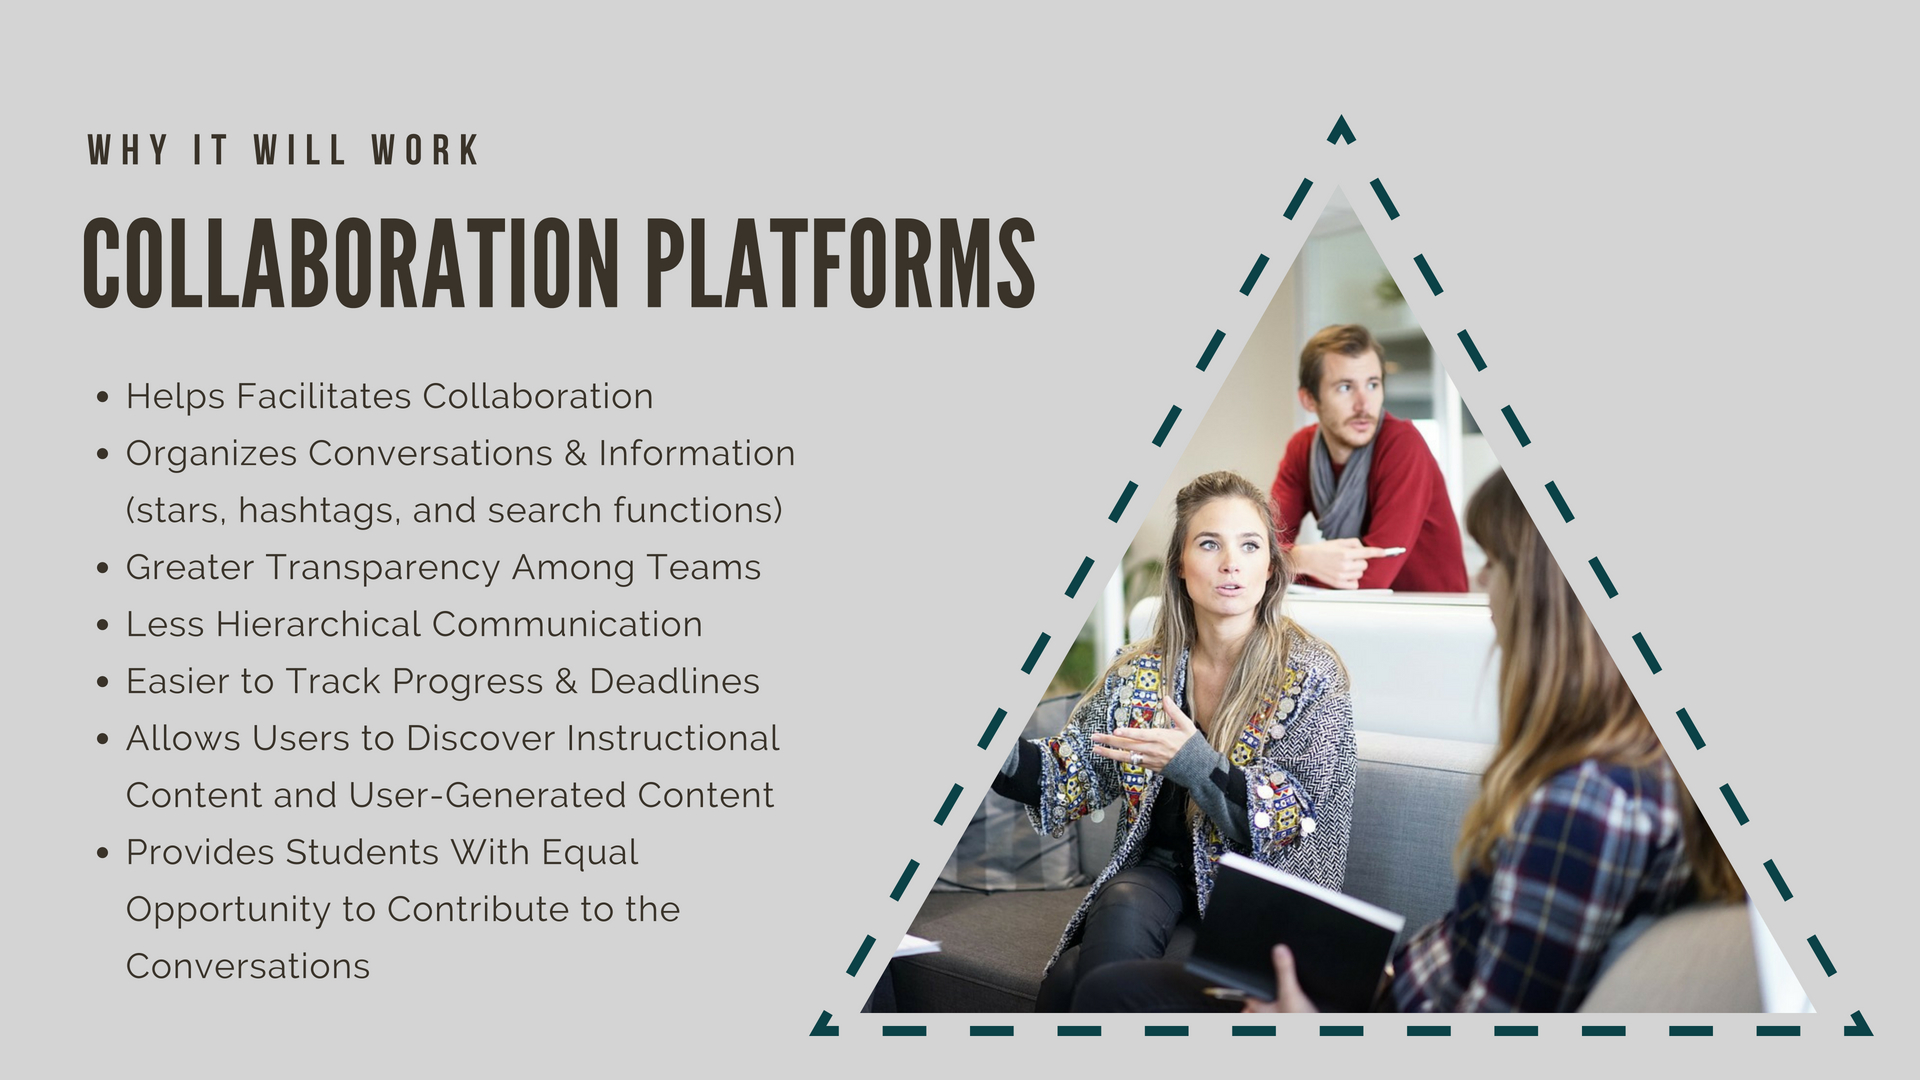 WHY IT WILL WORK
COLLABORATION PLATFORMS
• Helps Facilitates Collaboration
• Organizes Conversations & Information
(stars, hashtags, and search functions)
• Greater Transparency Among Teams
• Less Hierarchical Communication
• Easier to Track Progress & Deadlines
• Allows Users to Discover Instructional
Content and User-Generated Content
• Provides Students With Equal
Opportunity to Contribute to the
Conversations